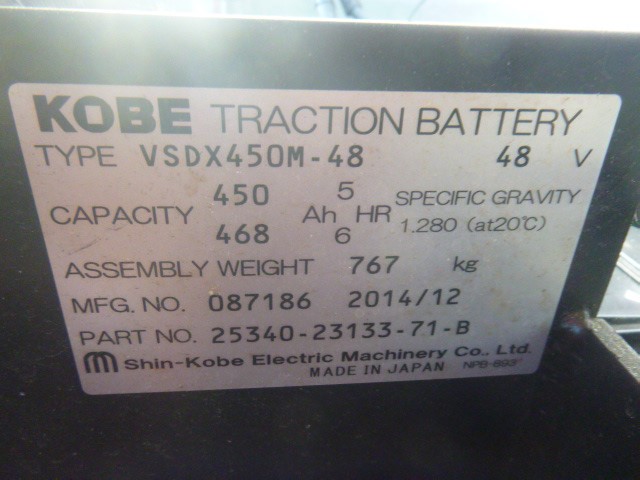 KOBE TRACTION BATTERY
TYPE VSDX450M-48 48 V
CAPACITY 450 Ah 5 HR SPECIFIC GRAVITY
468 6 1.280 (at20℃)
ASSEMBLY WEIGHT 767 kg
MFG. NO. 087186 2014/12
PART NO. 25340-23133-71-B
Shin-Kobe Electric Machinery Co., Ltd.
MADE IN JAPAN